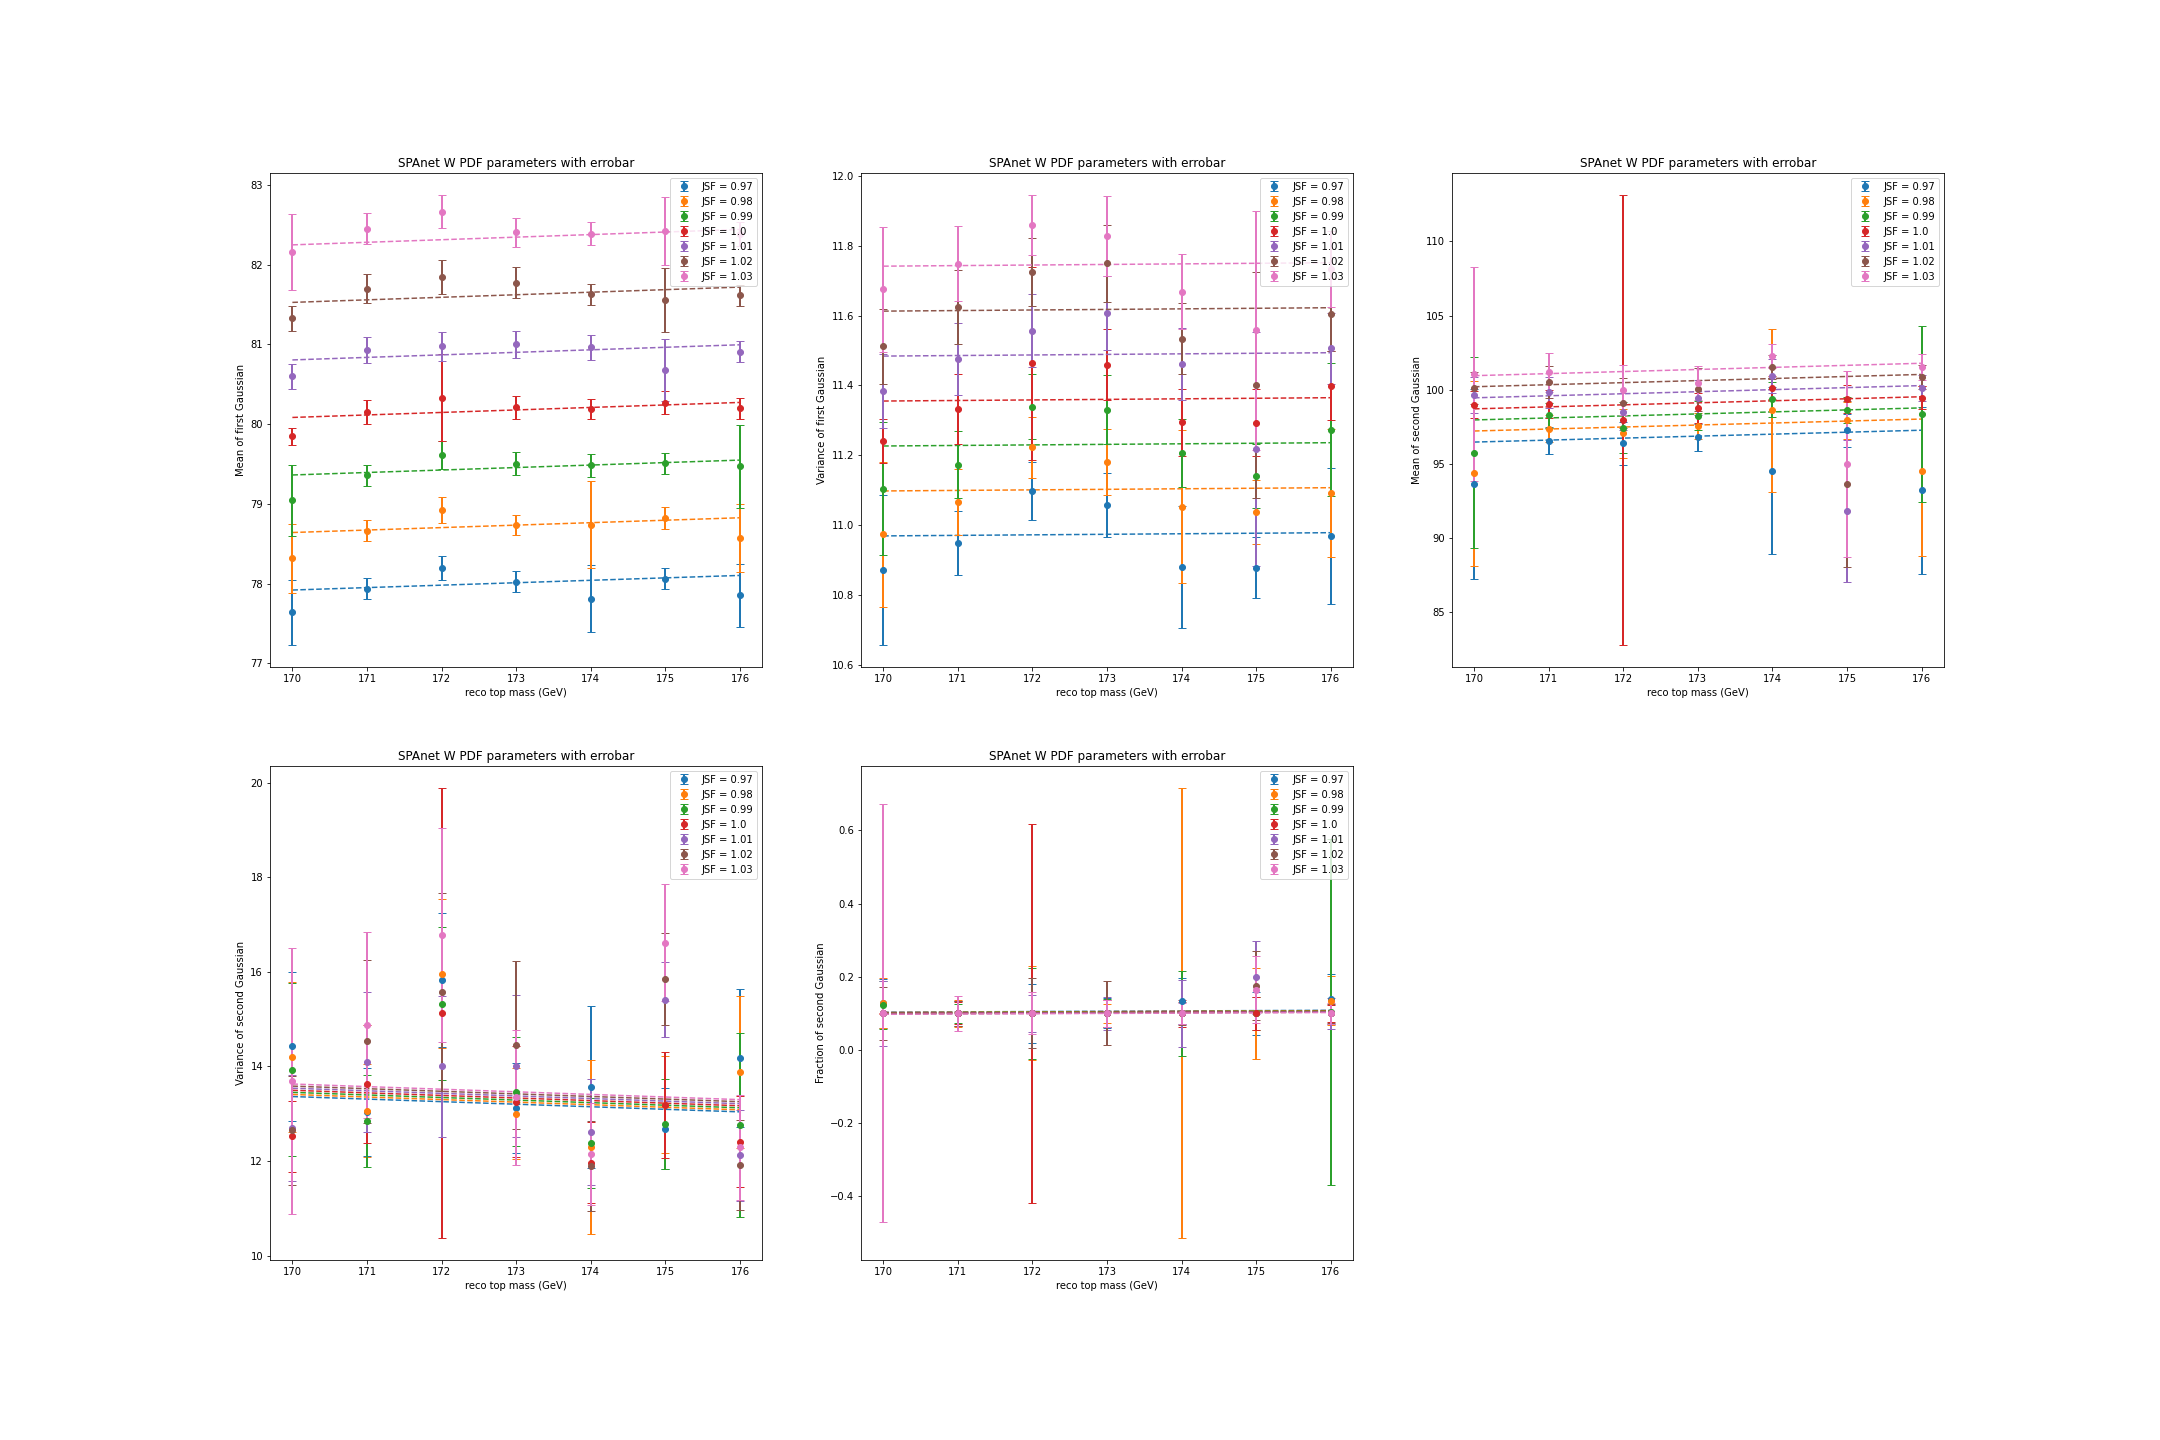 SPAnet W PDF parameters with errobar
Mean of first Gaussian
83
82
81
80
79
78
77
170 171 172 173 174 175 176
reco top mass (GeV)
JSF = 0.97
JSF = 0.98
JSF = 0.99
JSF = 1.0
JSF = 1.01
JSF = 1.02
JSF = 1.03
SPAnet W PDF parameters with errobar
Variance of first Gaussian
12.0
11.8
11.6
11.4
11.2
11.0
10.8
10.6
170 171 172 173 174 175 176
reco top mass (GeV)
JSF = 0.97
JSF = 0.98
JSF = 0.99
JSF = 1.0
JSF = 1.01
JSF = 1.02
JSF = 1.03
SPAnet W PDF parameters with errobar
Mean of second Gaussian
110
105
100
95
90
85
170 171 172 173 174 175 176
reco top mass (GeV)
JSF = 0.97
JSF = 0.98
JSF = 0.99
JSF = 1.0
JSF = 1.01
JSF = 1.02
JSF = 1.03
SPAnet W PDF parameters with errobar
Variance of second Gaussian
20
18
16
14
12
10
170 171 172 173 174 175 176
reco top mass (GeV)
JSF = 0.97
JSF = 0.98
JSF = 0.99
JSF = 1.0
JSF = 1.01
JSF = 1.02
JSF = 1.03
SPAnet W PDF parameters with errobar
Fraction of second Gaussian
0.6
0.4
0.2
0.0
−0.2
−0.4
170 171 172 173 174 175 176
reco top mass (GeV)
JSF = 0.97
JSF = 0.98
JSF = 0.99
JSF = 1.0
JSF = 1.01
JSF = 1.02
JSF = 1.03